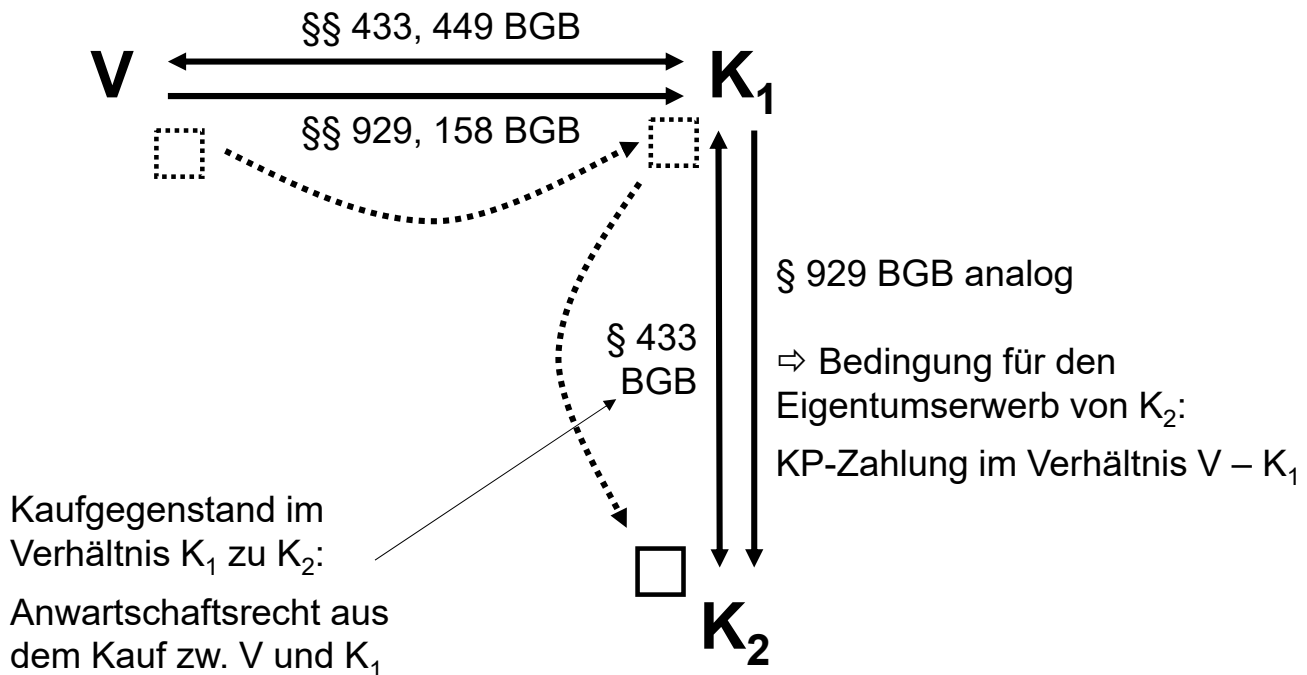 §§ 433, 449 BGB
V
K₁
§§ 929, 158 BGB
§ 929 BGB analog
§ 433
BGB
⇨ Bedingung für den
Eigentumserwerb von K₂:
KP-Zahlung im Verhältnis V – K₁
Kaufgegenstand im
Verhältnis K₁ zu K₂:
Anwartschaftsrecht aus
dem Kauf zw. V und K₁
K₂